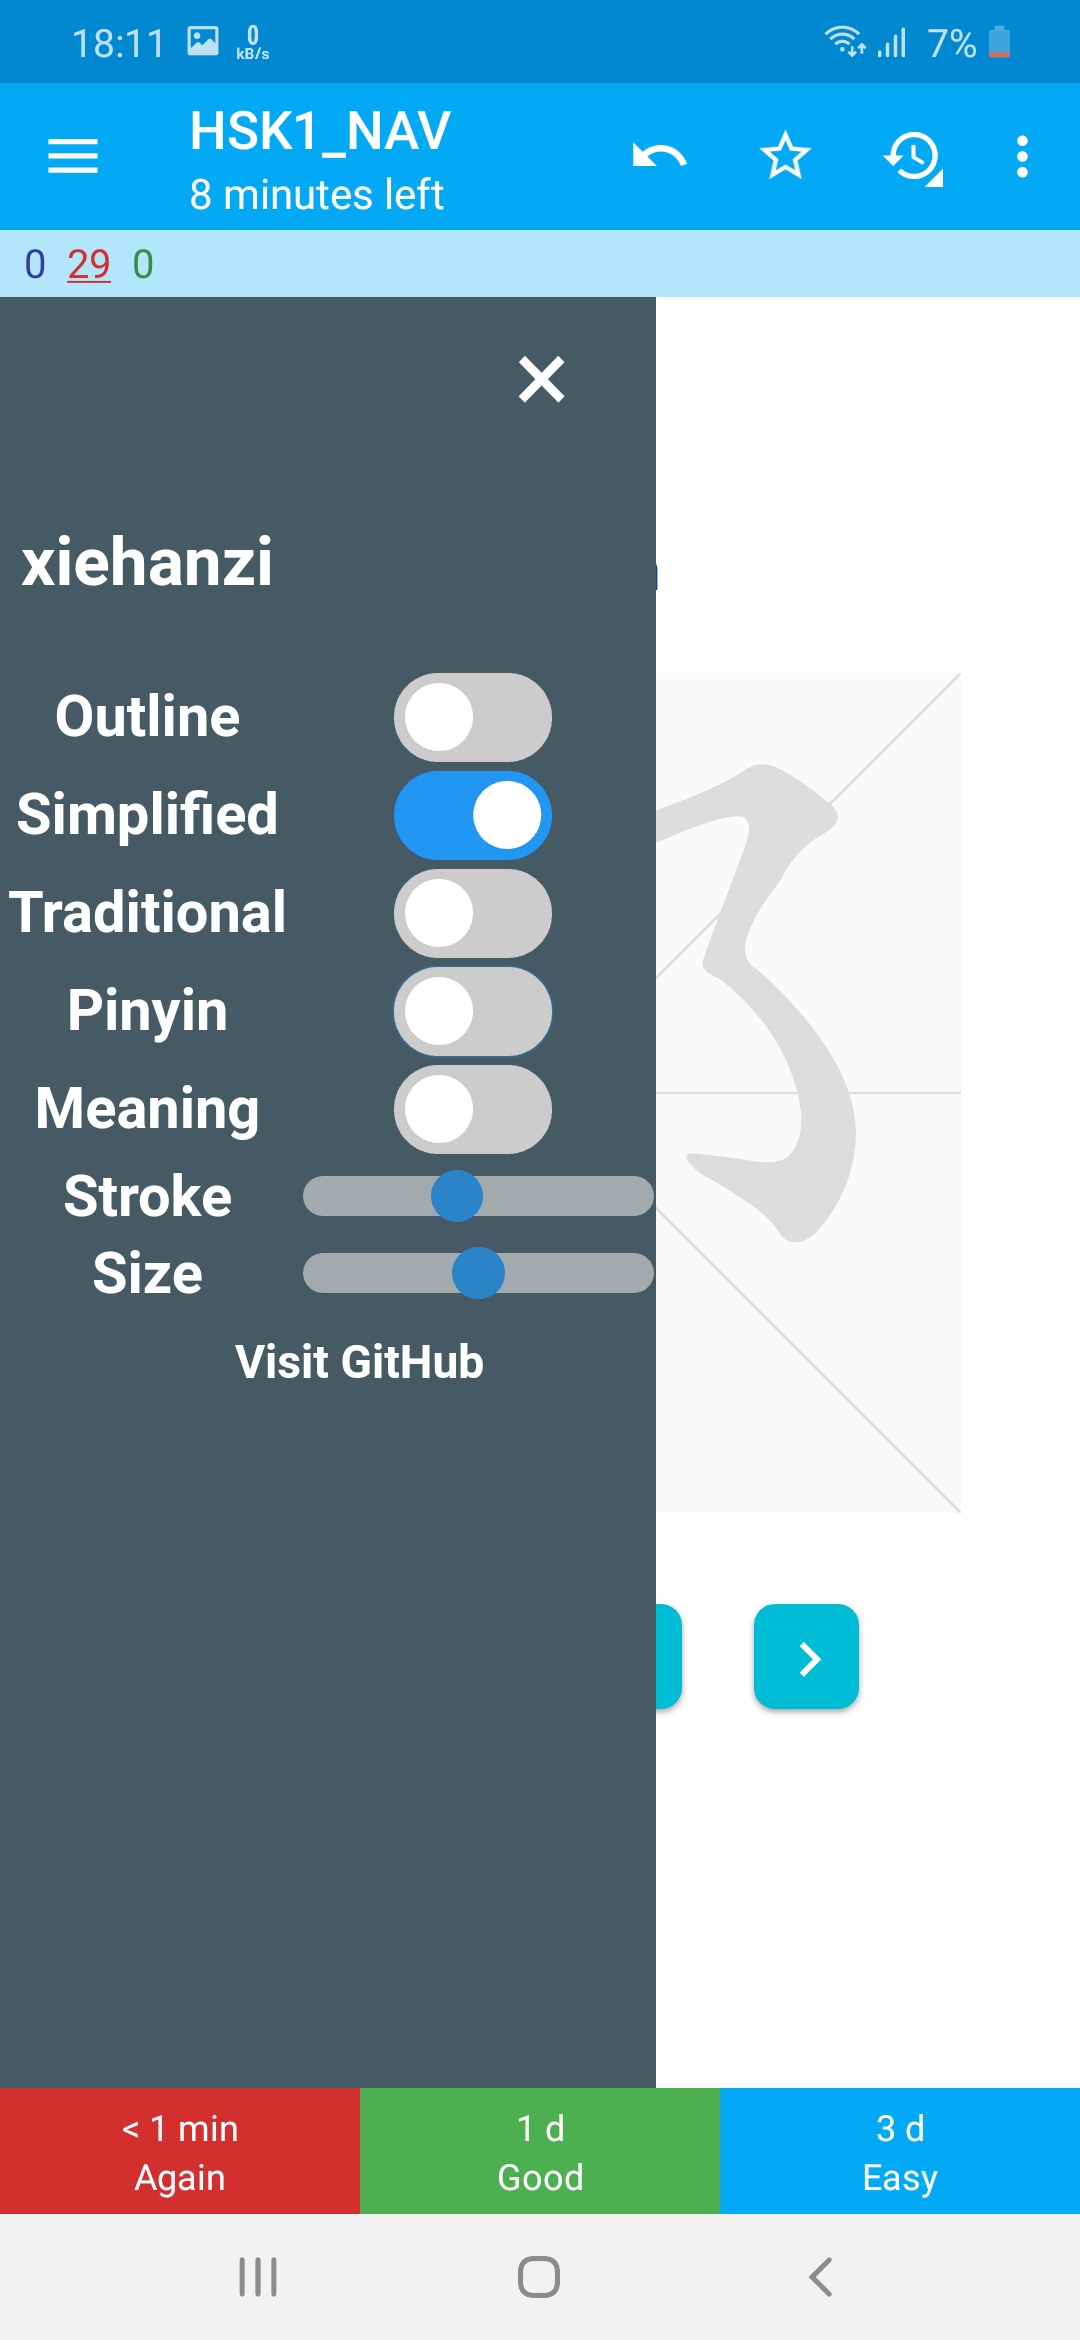 18:11 0 kB/s 7%
HSK1_NAV
8 minutes left
0 29 0
xiehanzi
Outline
Simplified
Traditional
Pinyin
Meaning
Stroke
Size
Visit GitHub
< 1 min 1 d 3 d
Again Good Easy